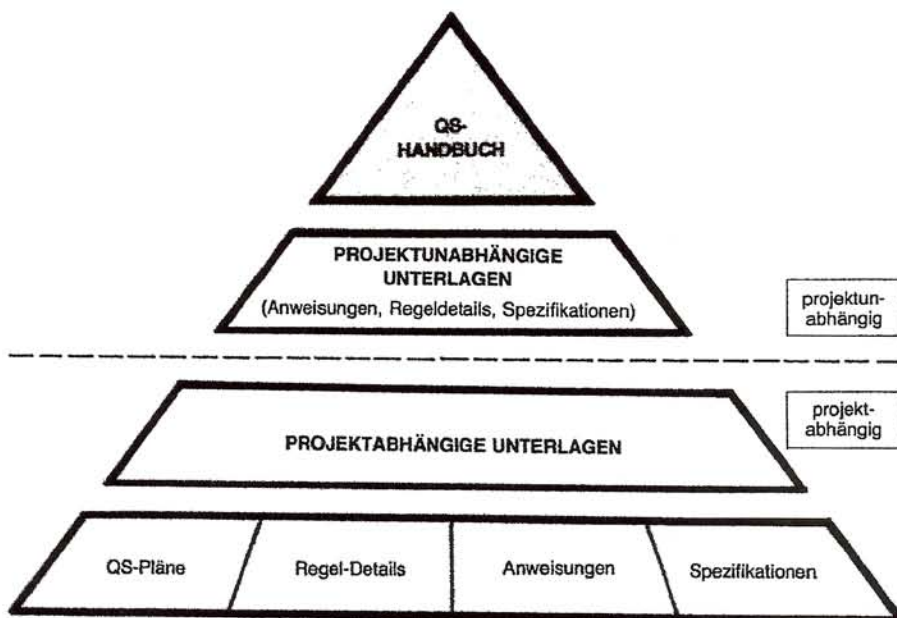 QS-
HANDBUCH
PROJEKTUNABHÄNGIGE
UNTERLAGEN
(Anweisungen, Regeldetails, Spezifikationen)
projektun-
abhängig
projekt-
abhängig
PROJEKTABHÄNGIGE UNTERLAGEN
QS-Pläne
Regel-Details
Anweisungen
Spezifikationen